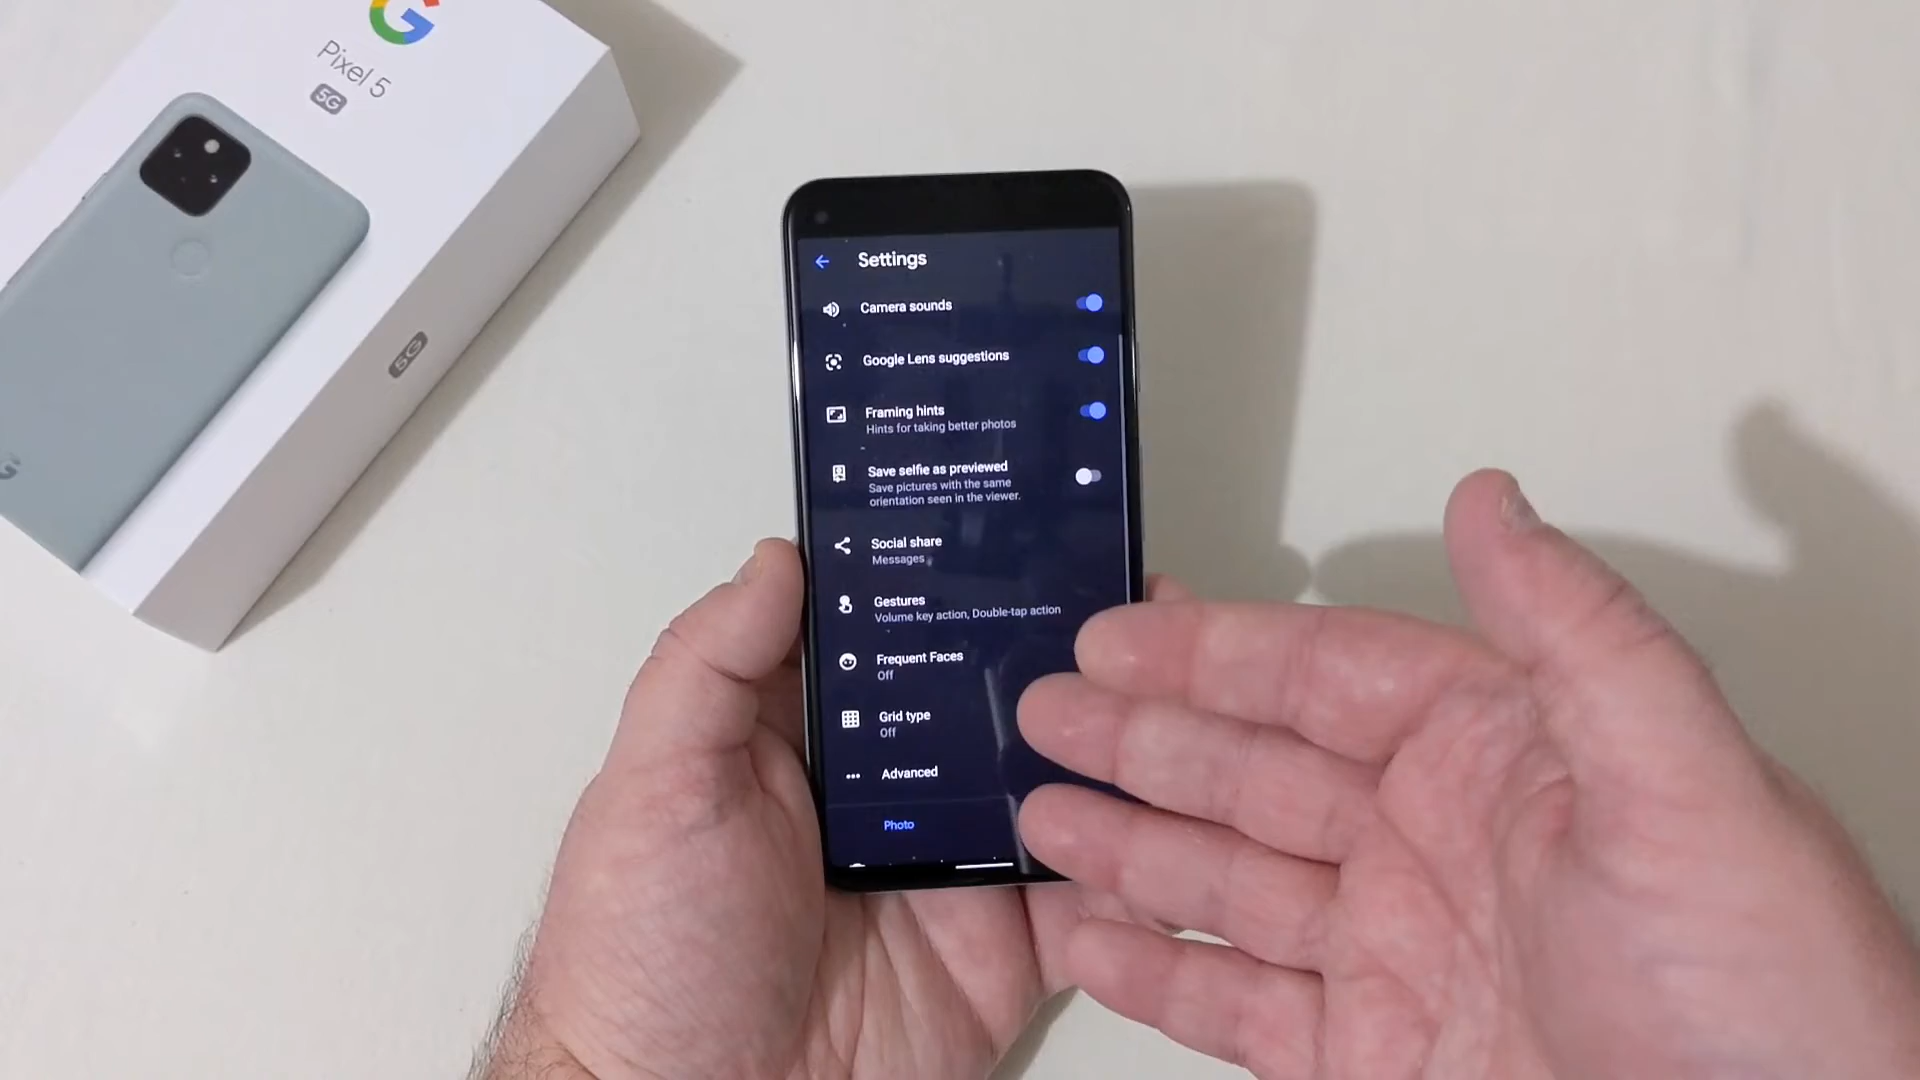 G
Pixel 5
5G
5G
G
Settings
Camera sounds
Google Lens suggestions
Framing hints
Hints for taking better photos
Save selfie as previewed
Save pictures with the same
orientation seen in the viewer.
Social share
Messages
Gestures
Volume key action, Double-tap action
Frequent Faces
Off
Grid type
Off
Advanced
Photo